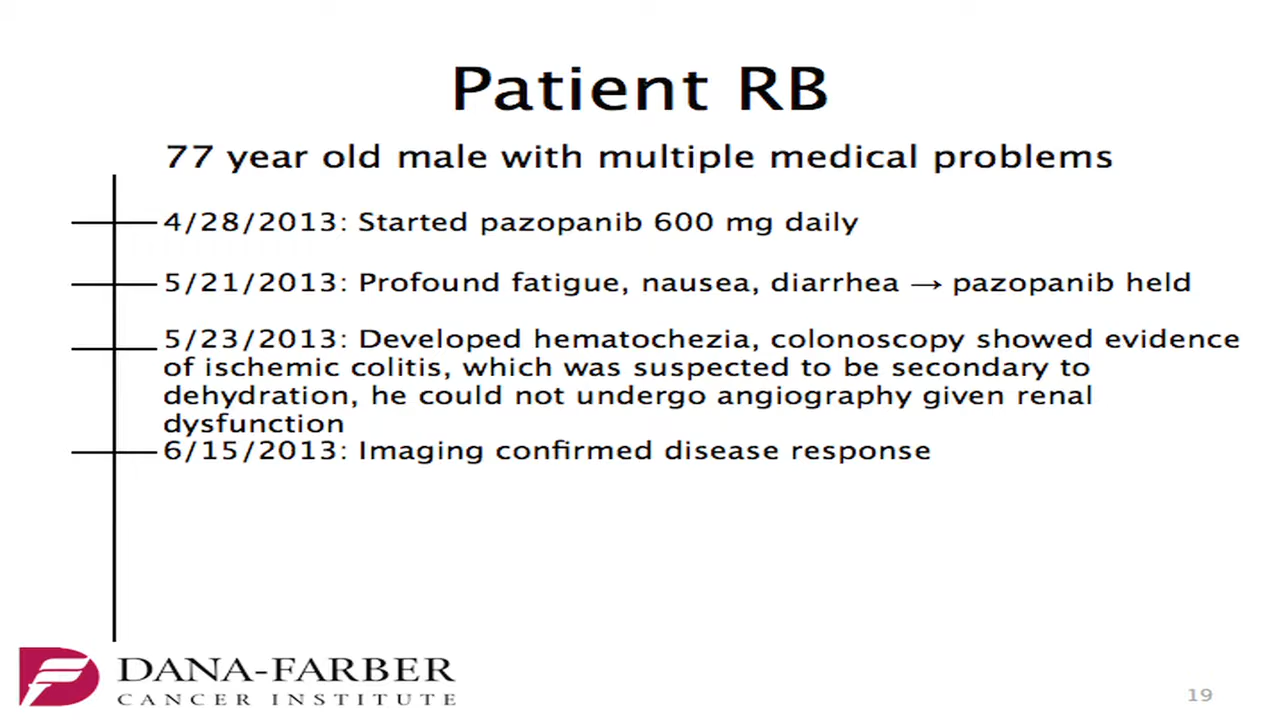 Patient RB
77 year old male with multiple medical problems
4/28/2013: Started pazopanib 600 mg daily
5/21/2013: Profound fatigue, nausea, diarrhea → pazopanib held
5/23/2013: Developed hematochezia, colonoscopy showed evidence
of ischemic colitis, which was suspected to be secondary to
dehydration, he could not undergo angiography given renal
dysfunction
6/15/2013: Imaging confirmed disease response
DANA-FARBER
CANCER INSTITUTE
19